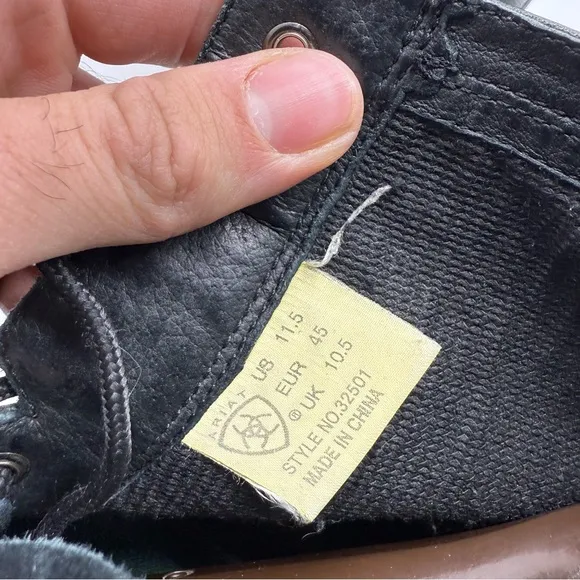 ARIAT
US 11.5
EUR 45
® UK 10.5
STYLE NO.32501
MADE IN CHINA